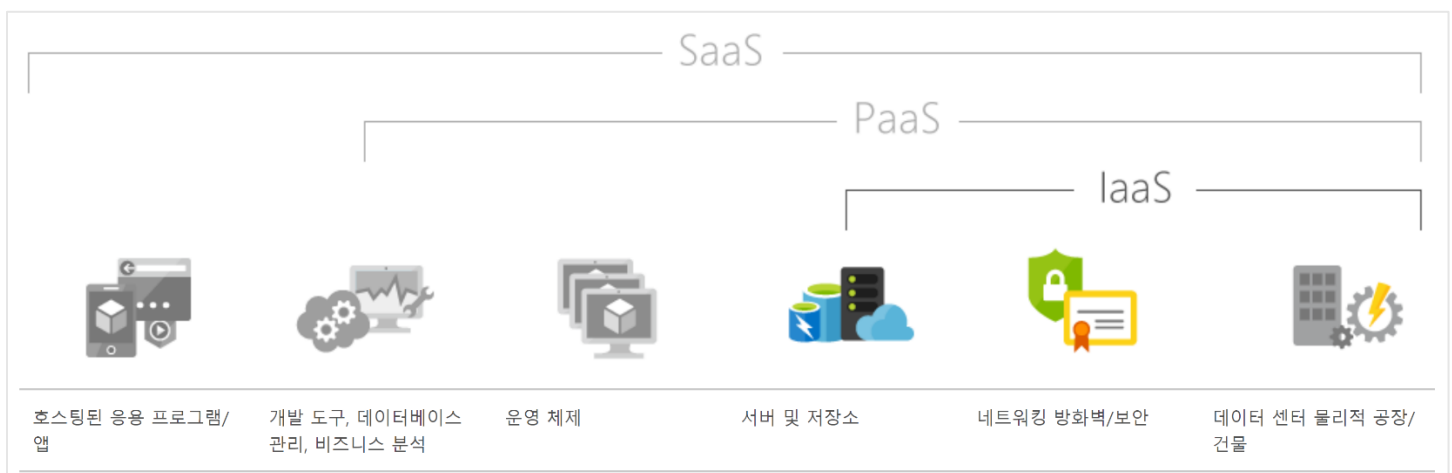 SaaS
PaaS
IaaS
호스팅된 응용 프로그램/
앱
개발 도구, 데이터베이스
관리, 비즈니스 분석
운영 체제
서버 및 저장소
네트워킹 방화벽/보안
데이터 센터 물리적 공장/
건물